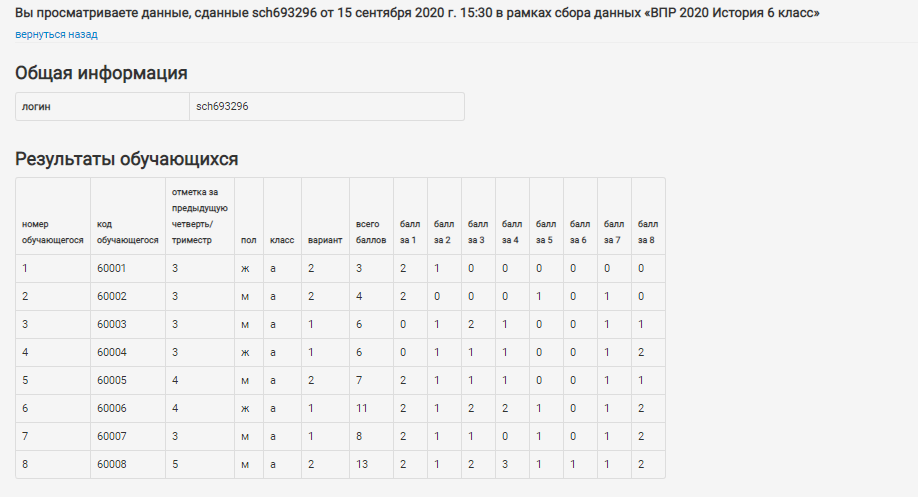 Вы просматриваете данные, сданные sch693296 от 15 сентября 2020 г. 15:30 в рамках сбора данных «ВПР 2020 История 6 класс»
вернуться назад
Общая информация
логин sch693296
Результаты обучающихся
номер обучающегося код обучающегося отметка за предыдущую четверть/триместр пол класс вариант всего баллов балл за 1 балл за 2 балл за 3 балл за 4 балл за 5 балл за 6 балл за 7 балл за 8
1 60001 3 ж а 2 3 2 1 0 0 0 0 0 0
2 60002 3 м а 2 4 2 0 0 0 1 0 1 0
3 60003 3 м а 1 6 0 1 2 1 0 0 1 1
4 60004 3 ж а 1 6 0 1 1 1 0 0 1 2
5 60005 4 м а 2 7 2 1 1 1 0 0 1 1
6 60006 4 ж а 1 11 2 1 2 2 1 0 1 2
7 60007 3 м а 1 8 2 1 1 0 1 0 1 2
8 60008 5 м а 2 13 2 1 2 3 1 1 1 2